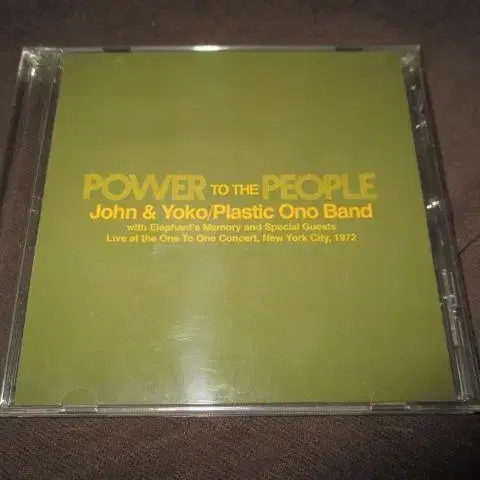 POWER TO THE PEOPLE
John & Yoko/Plastic Ono Band
with Elephant's Memory and Special Guests
Live at the One To One Concert, New York City, 1972